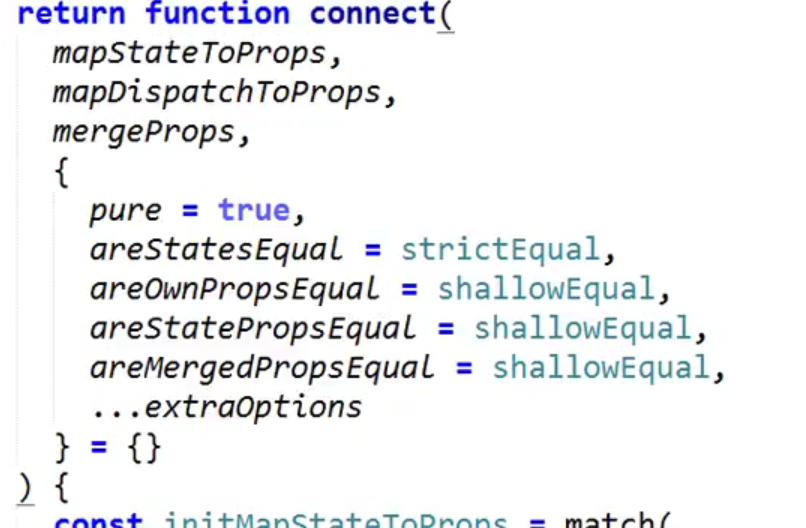 return function connect(
mapStateToProps,
mapDispatchToProps,
mergeProps,
{
pure = true,
areStatesEqual = strictEqual,
areOwnPropsEqual = shallowEqual,
areStatePropsEqual = shallowEqual,
areMergedPropsEqual = shallowEqual,
...extraOptions
} = {}
) {
const initMapStateToProps = match(